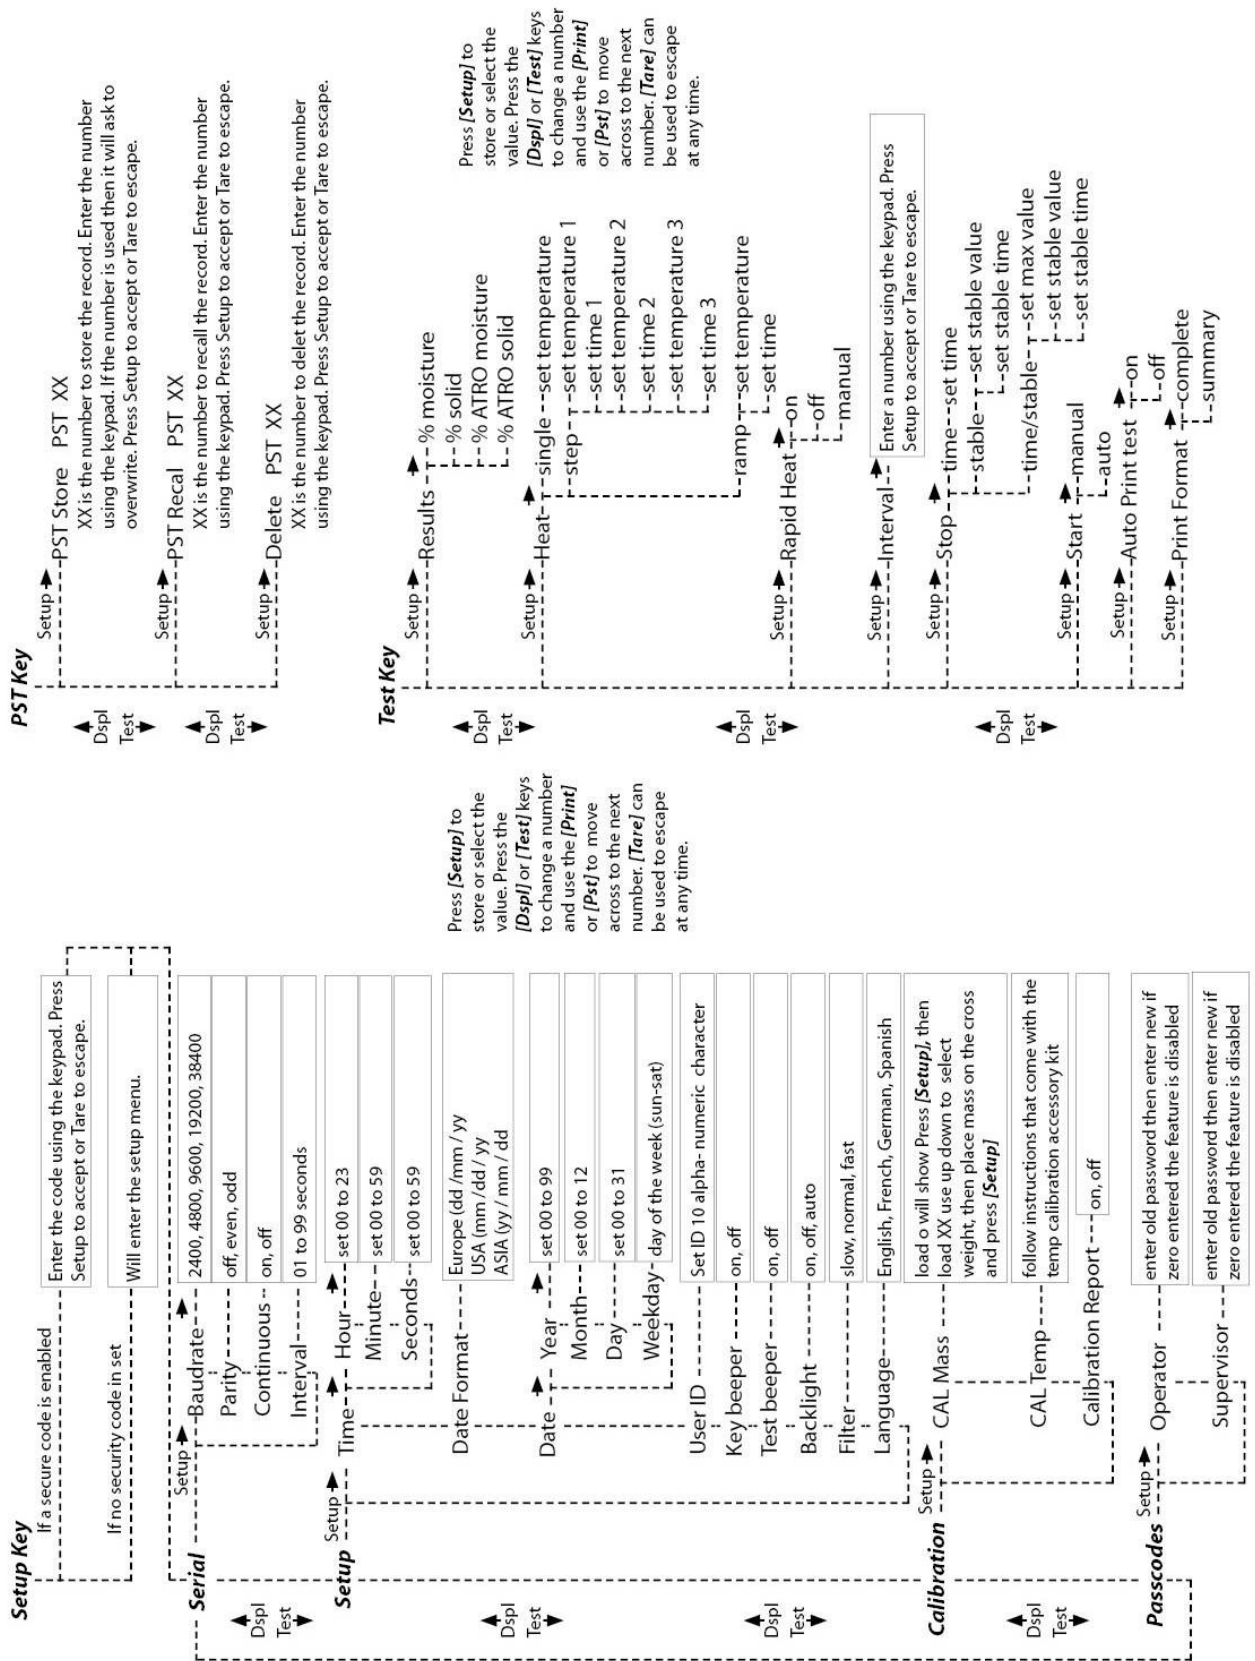 Setup Key
If a secure code is enabled
Enter the code using the keypad. Press
Setup to accept or Tare to escape.
If no security code in set
Will enter the setup menu.
Serial
Setup
Baudrate
2400, 4800, 9600, 19200, 38400
Parity
off, even, odd
Continuous
on, off
Interval
01 to 99 seconds
Dspl
Test
Setup
Setup
Time
Hour
set 00 to 23
Minute
set 00 to 59
Seconds
set 00 to 59
Date Format
Europe (dd /mm / yy
USA (mm /dd / yy
ASIA (yy / mm / dd
Dspl
Test
Date
Year
set 00 to 99
Month
set 00 to 12
Day
set 00 to 31
Weekday
day of the week (sun-sat)
User ID
Set ID 10 alpha- numeric character
Key beeper
on, off
Test beeper
on, off
Backlight
on, off, auto
Filter
slow, normal, fast
Language
English, French, German, Spanish
Dspl
Test
Press [Setup] to
store or select the
value. Press the
[Dspl] or [Test] keys
to change a number
and use the [Print]
or [Pst] to move
across to the next
number. [Tare] can
be used to escape
at any time.
Calibration
Setup
CAL Mass
load o will show Press [Setup], then
load XX use up down to select
weight, then place mass on the cross
and press [Setup]
CAL Temp
follow instructions that come with the
temp calibration accessory kit
Calibration Report
on, off
Dspl
Test
Passcodes
Setup
Operator
enter old password then enter new if
zero entered the feature is disabled
Supervisor
enter old password then enter new if
zero entered the feature is disabled
PST Key
Setup
PST Store PST XX
XX is the number to store the record. Enter the number
using the keypad. If the number is used then it will ask to
overwrite. Press Setup to accept or Tare to escape.
Dspl
Test
Setup
PST Recal PST XX
XX is the number to recall the record. Enter the number
using the keypad. Press Setup to accept or Tare to escape.
Dspl
Test
Setup
Delete PST XX
XX is the number to delete the record. Enter the number
using the keypad. Press Setup to accept or Tare to escape.
Test Key
Setup
Results
% moisture
% solid
% ATRO moisture
% ATRO solid
Dspl
Test
Setup
Heat
single
set temperature
step
set temperature 1
set time 1
set temperature 2
set time 2
set temperature 3
set time 3
ramp
set temperature
set time
Dspl
Test
Setup
Rapid Heat
on
off
manual
Press [Setup] to
store or select the
value. Press the
[Dspl] or [Test] keys
to change a number
and use the [Print]
or [Pst] to move
across to the next
number. [Tare] can
be used to escape
at any time.
Setup
Interval
Enter a number using the keypad. Press
Setup to accept or Tare to escape.
Setup
Stop
time
set time
stable
set stable value
set stable time
time/stable
set max value
set stable value
set stable time
Dspl
Test
Setup
Start
manual
auto
Setup
Auto Print test
on
off
Setup
Print Format
complete
summary